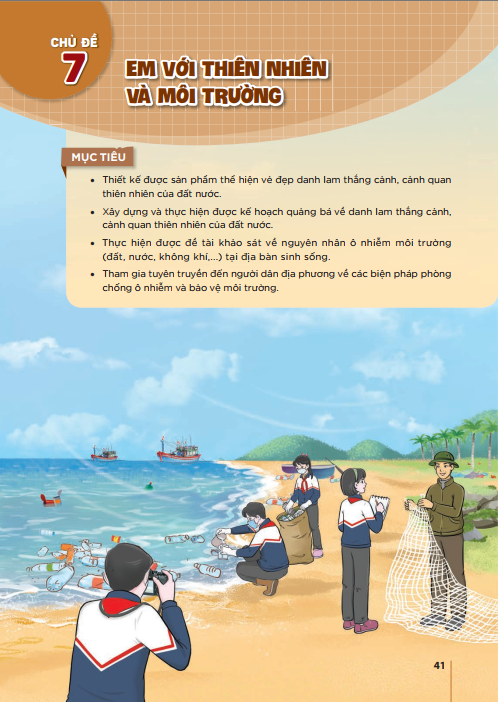 CHỦ ĐỀ
7
EM VỚI THIÊN NHIÊN
VÀ MÔI TRƯỜNG
MỤC TIÊU
• Thiết kế được sản phẩm thể hiện vẻ đẹp danh lam thắng cảnh, cảnh quan
thiên nhiên của đất nước.
• Xây dựng và thực hiện được kế hoạch quảng bá về danh lam thắng cảnh,
cảnh quan thiên nhiên của đất nước.
• Thực hiện được đề tài khảo sát về nguyên nhân ô nhiễm môi trường
(đất, nước, không khí,...) tại địa bàn sinh sống.
• Tham gia tuyên truyền đến người dân địa phương về các biện pháp phòng
chống ô nhiễm và bảo vệ môi trường.
41